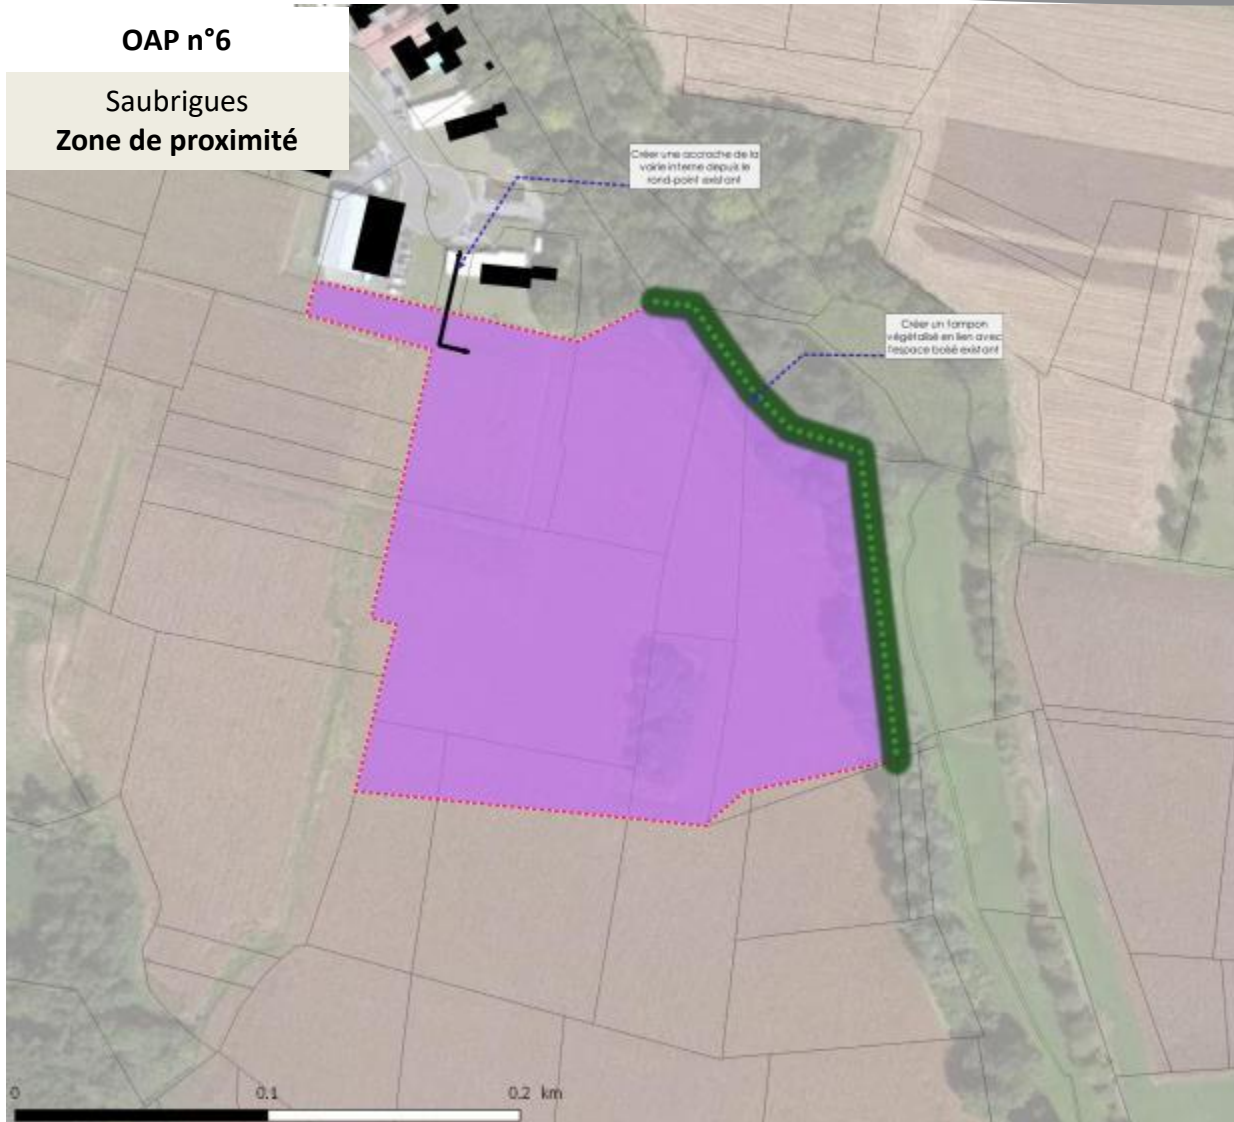 OAP n°6
Saubrigues
Zone de proximité
Créer une accroche de la
voirie interne depuis le
rond-point existant
Créer un tampon
végétalisé en lien avec
l'espace boisé existant
0
0.1
0.2 km